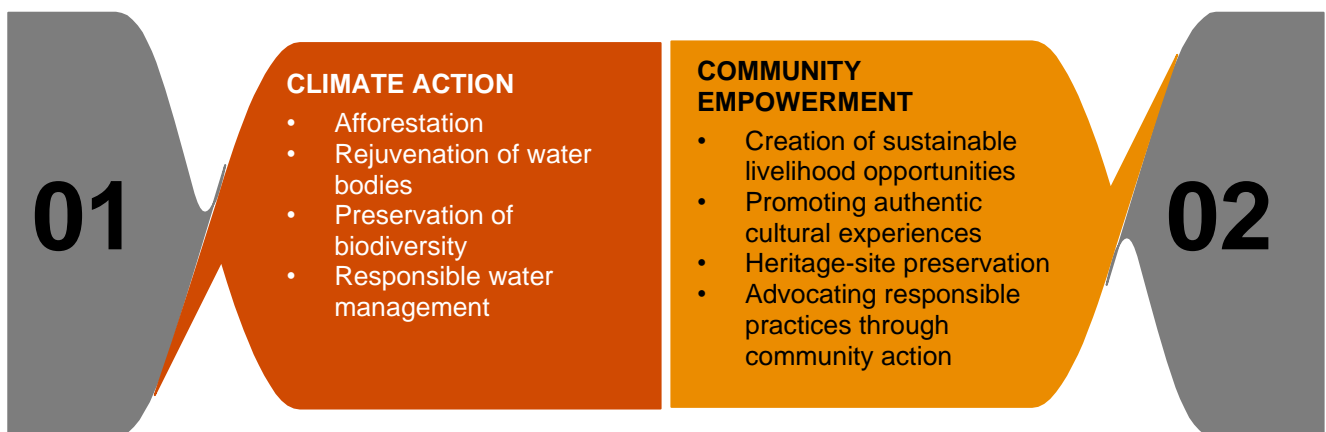 01
CLIMATE ACTION
• Afforestation
• Rejuvenation of water
bodies
• Preservation of
biodiversity
• Responsible water
management
COMMUNITY
EMPOWERMENT
• Creation of sustainable
livelihood opportunities
• Promoting authentic
cultural experiences
• Heritage-site preservation
• Advocating responsible
practices through
community action
02